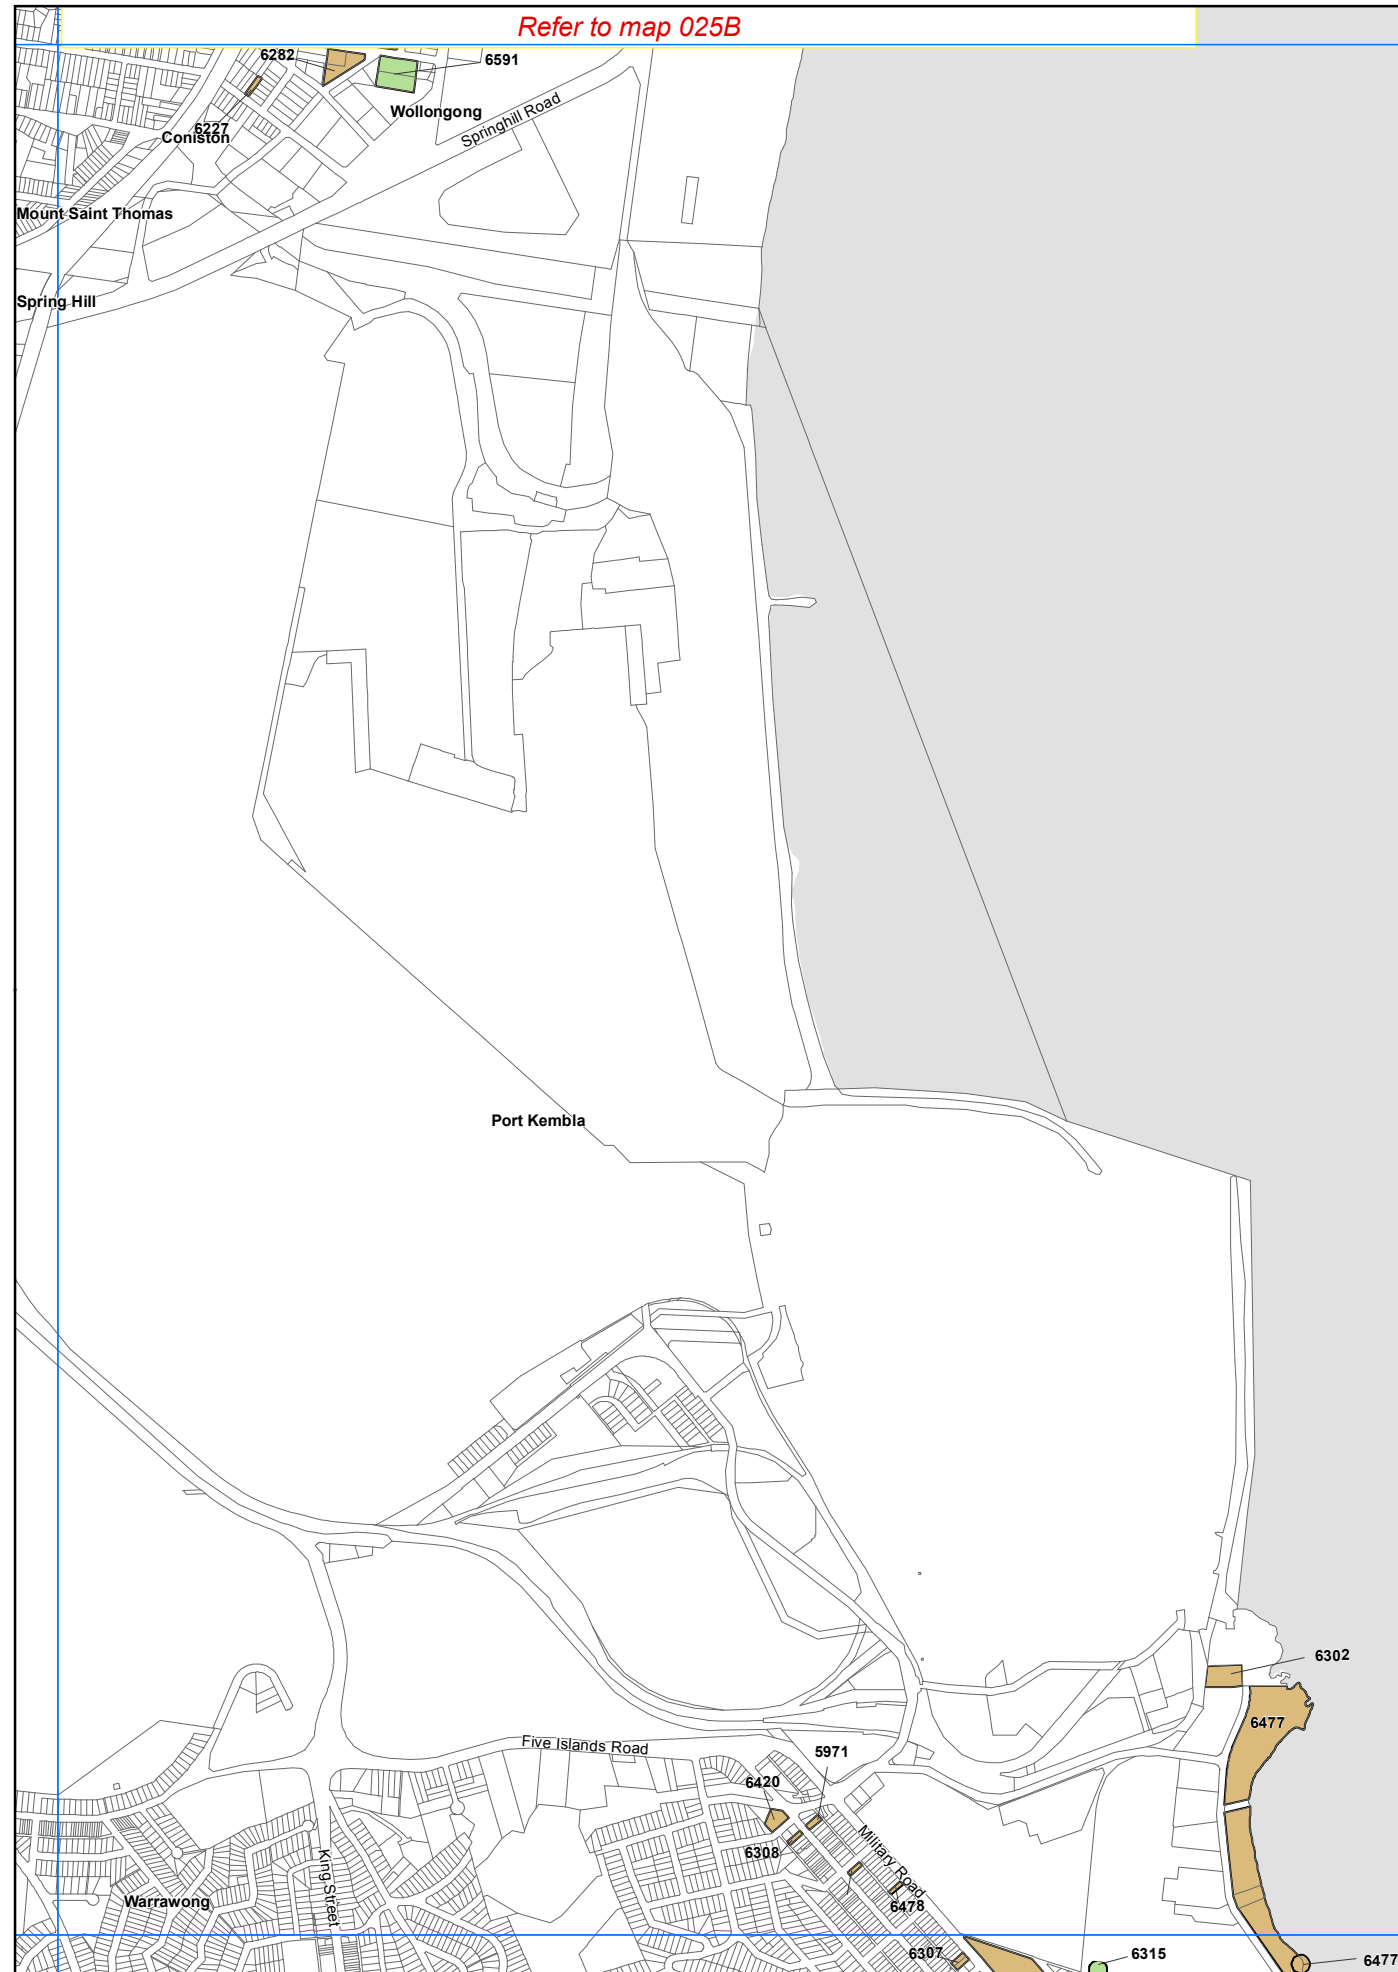 Refer to map 025B
6282
6591
Wollongong
Springhill Road
6227
Coniston
Mount Saint Thomas
Spring Hill
Port Kembla
6302
6477
Five Islands Road
5971
6420
Military Road
6308
King Street
Warrawong
6478
6307
6315
6477